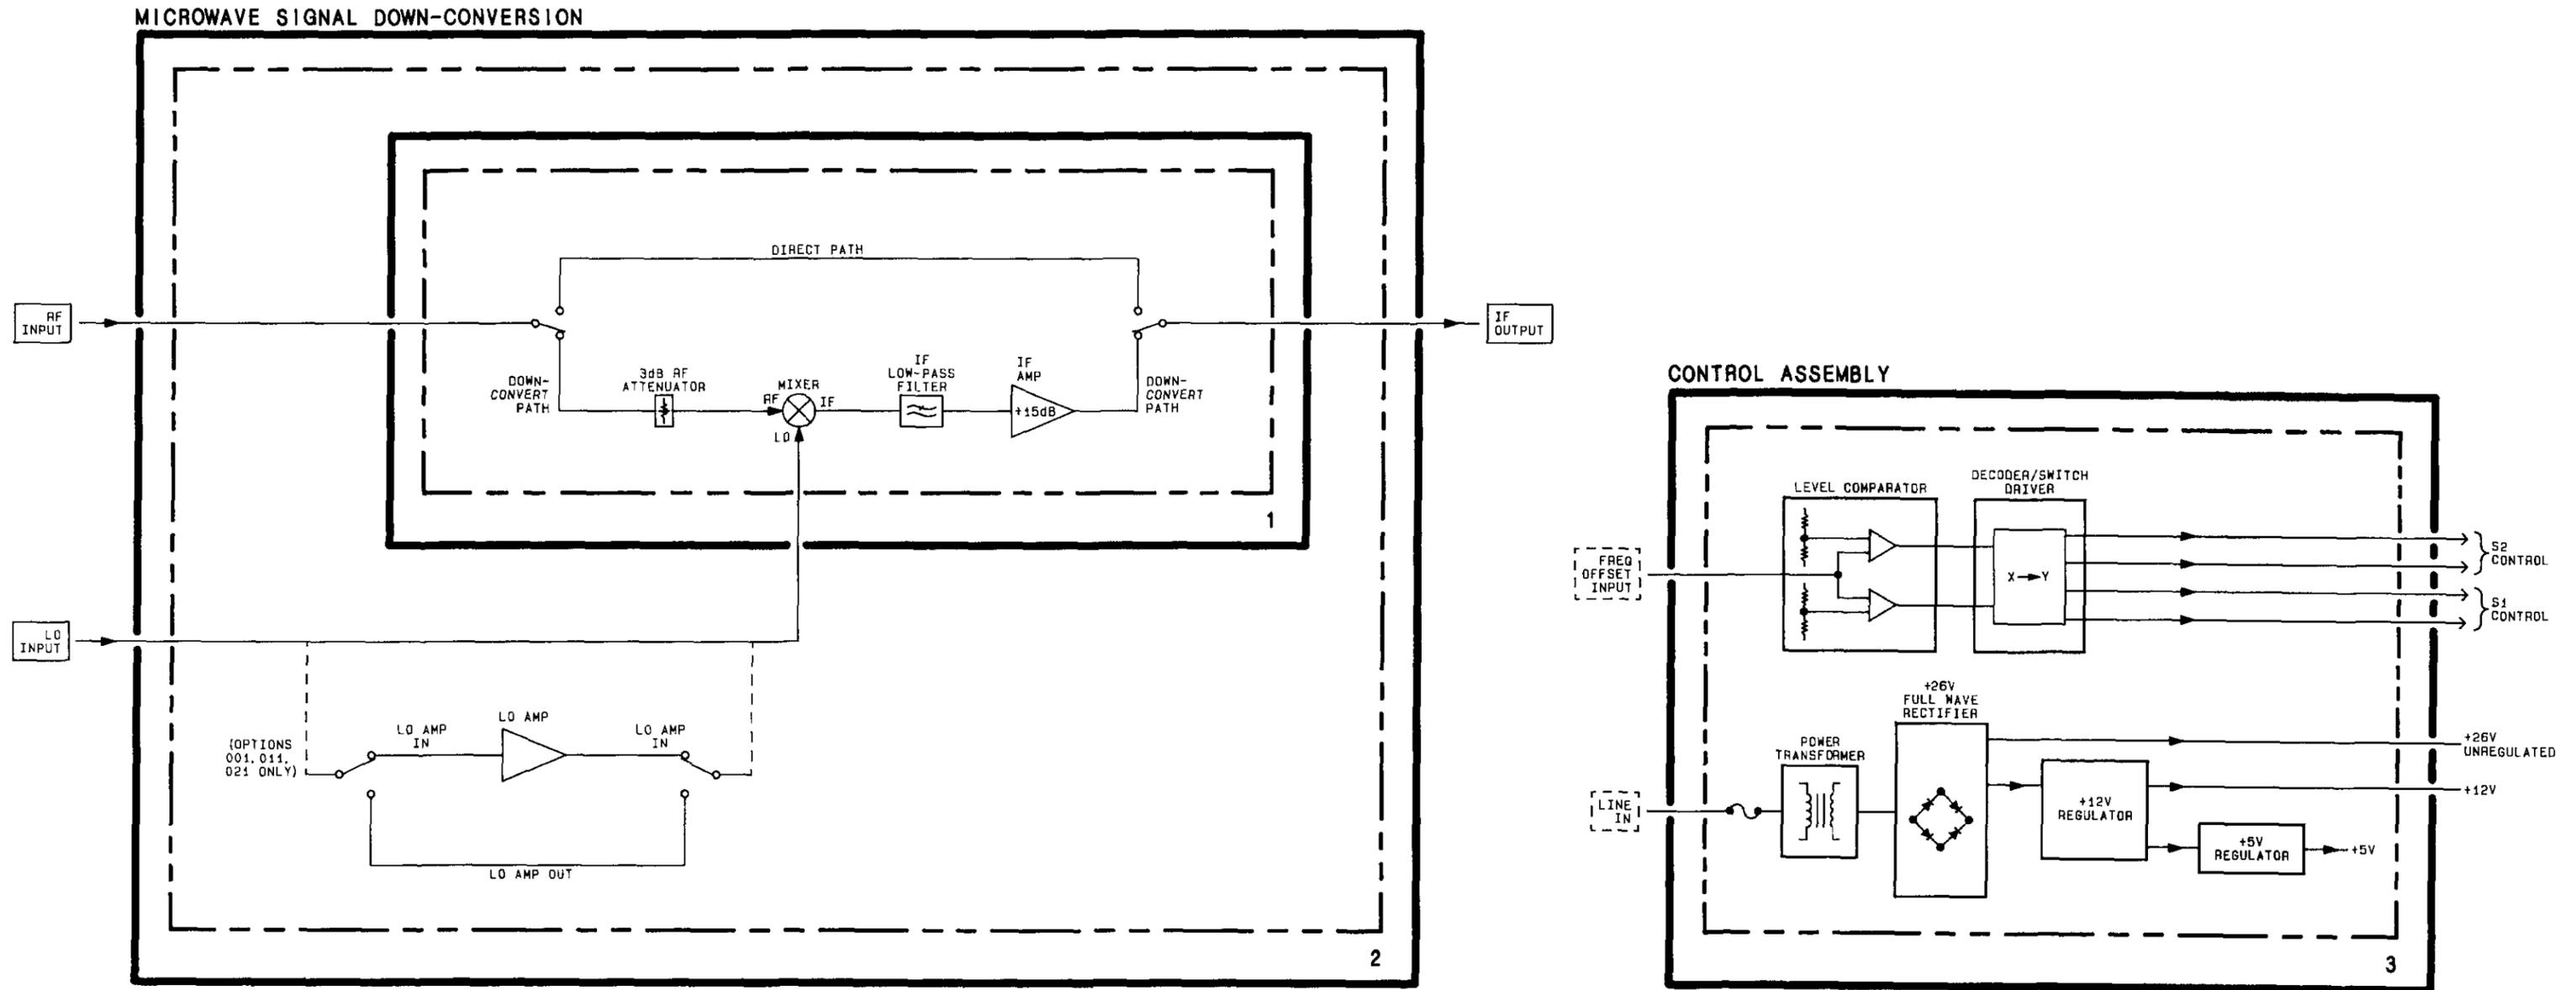 MICROWAVE SIGNAL DOWN-CONVERSION
DIRECT PATH
RF
INPUT
IF
OUTPUT
DOWN-
CONVERT
PATH
3dB RF
ATTENUATOR
MIXER
RF
IF
LO
IF
LOW-PASS
FILTER
IF
AMP
+15dB
DOWN-
CONVERT
PATH
1
LO
INPUT
(OPTIONS
001,011,
021 ONLY)
LO AMP
IN
LO AMP
LO AMP
IN
LO AMP OUT
2
CONTROL ASSEMBLY
LEVEL COMPARATOR
DECODER/SWITCH
DRIVER
FREQ
OFFSET
INPUT
X→Y
S2
CONTROL
S1
CONTROL
+26V
FULL WAVE
RECTIFIER
POWER
TRANSFORMER
LINE
IN
+12V
REGULATOR
+5V
REGULATOR
+26V
UNREGULATED
+12V
+5V
3